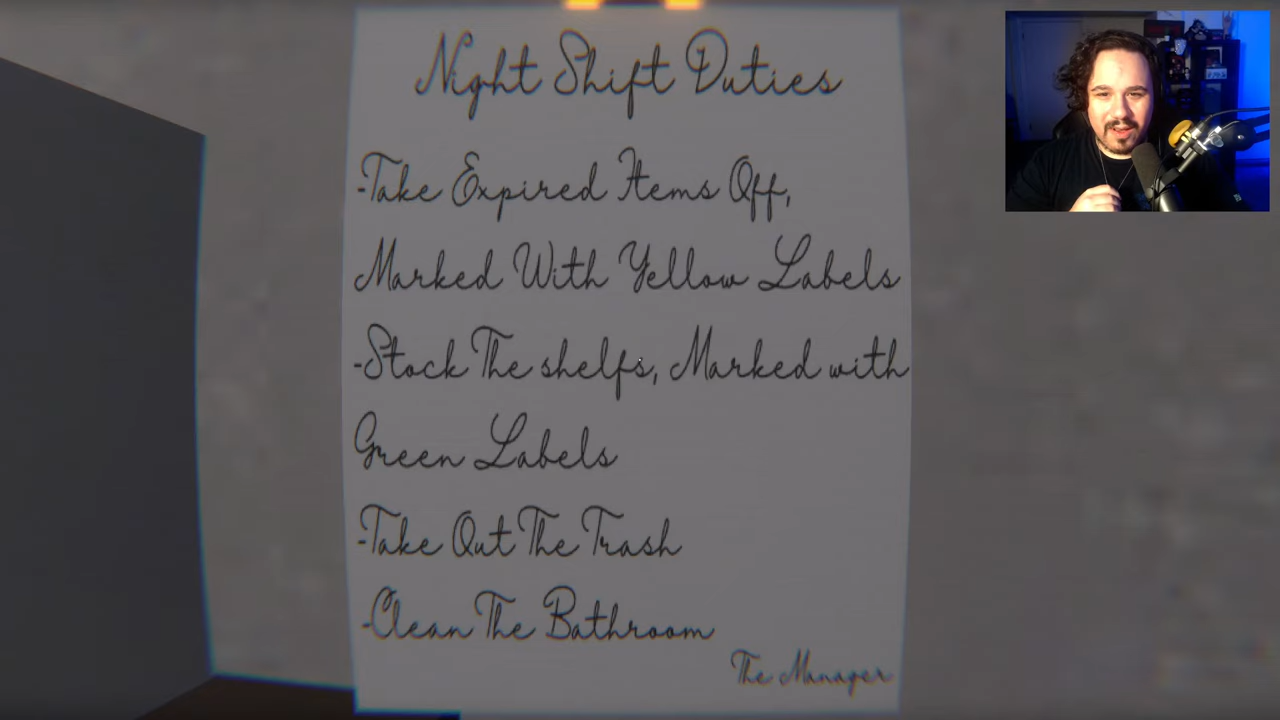 Night Shift Duties
-Take Expired Items Off,
Marked With Yellow Labels
-Stock The shelfs, Marked with
Green Labels
-Take Out The Trash
-Clean The Bathroom
The Manager